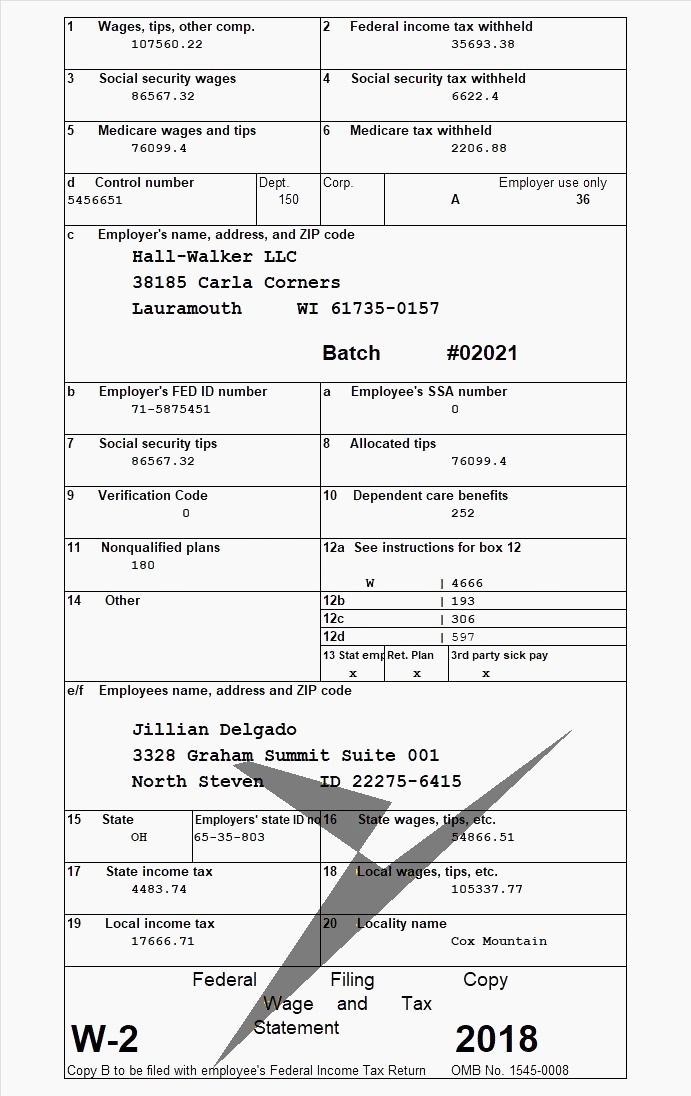 1 Wages, tips, other comp. 2 Federal income tax withheld
107560.22 35693.38
3 Social security wages 4 Social security tax withheld
86567.32 6622.4
5 Medicare wages and tips 6 Medicare tax withheld
76099.4 2206.88
d Control number Dept. Corp. Employer use only
5456651 150 A 36
c Employer's name, address, and ZIP code
Hall-Walker LLC
38185 Carla Corners
Lauramouth WI 61735-0157
Batch #02021
b Employer's FED ID number a Employee's SSA number
71-5875451 0
7 Social security tips 8 Allocated tips
86567.32 76099.4
9 Verification Code 10 Dependent care benefits
0 252
11 Nonqualified plans 12a See instructions for box 12
180
W | 4666
14 Other 12b | 193
12c | 306
12d | 597
13 Stat emp Ret. Plan 3rd party sick pay
x x x
e/f Employees name, address and ZIP code
Jillian Delgado
3328 Graham Summit Suite 001
North Steven ID 22275-6415
15 State Employers' state ID no 16 State wages, tips, etc.
OH 65-35-803 54866.51
17 State income tax 18 Local wages, tips, etc.
4483.74 105337.77
19 Local income tax 20 Locality name
17666.71 Cox Mountain
Federal Filing Copy
Wage and Tax
Statement
W-2 2018
Copy B to be filed with employee's Federal Income Tax Return OMB No. 1545-0008